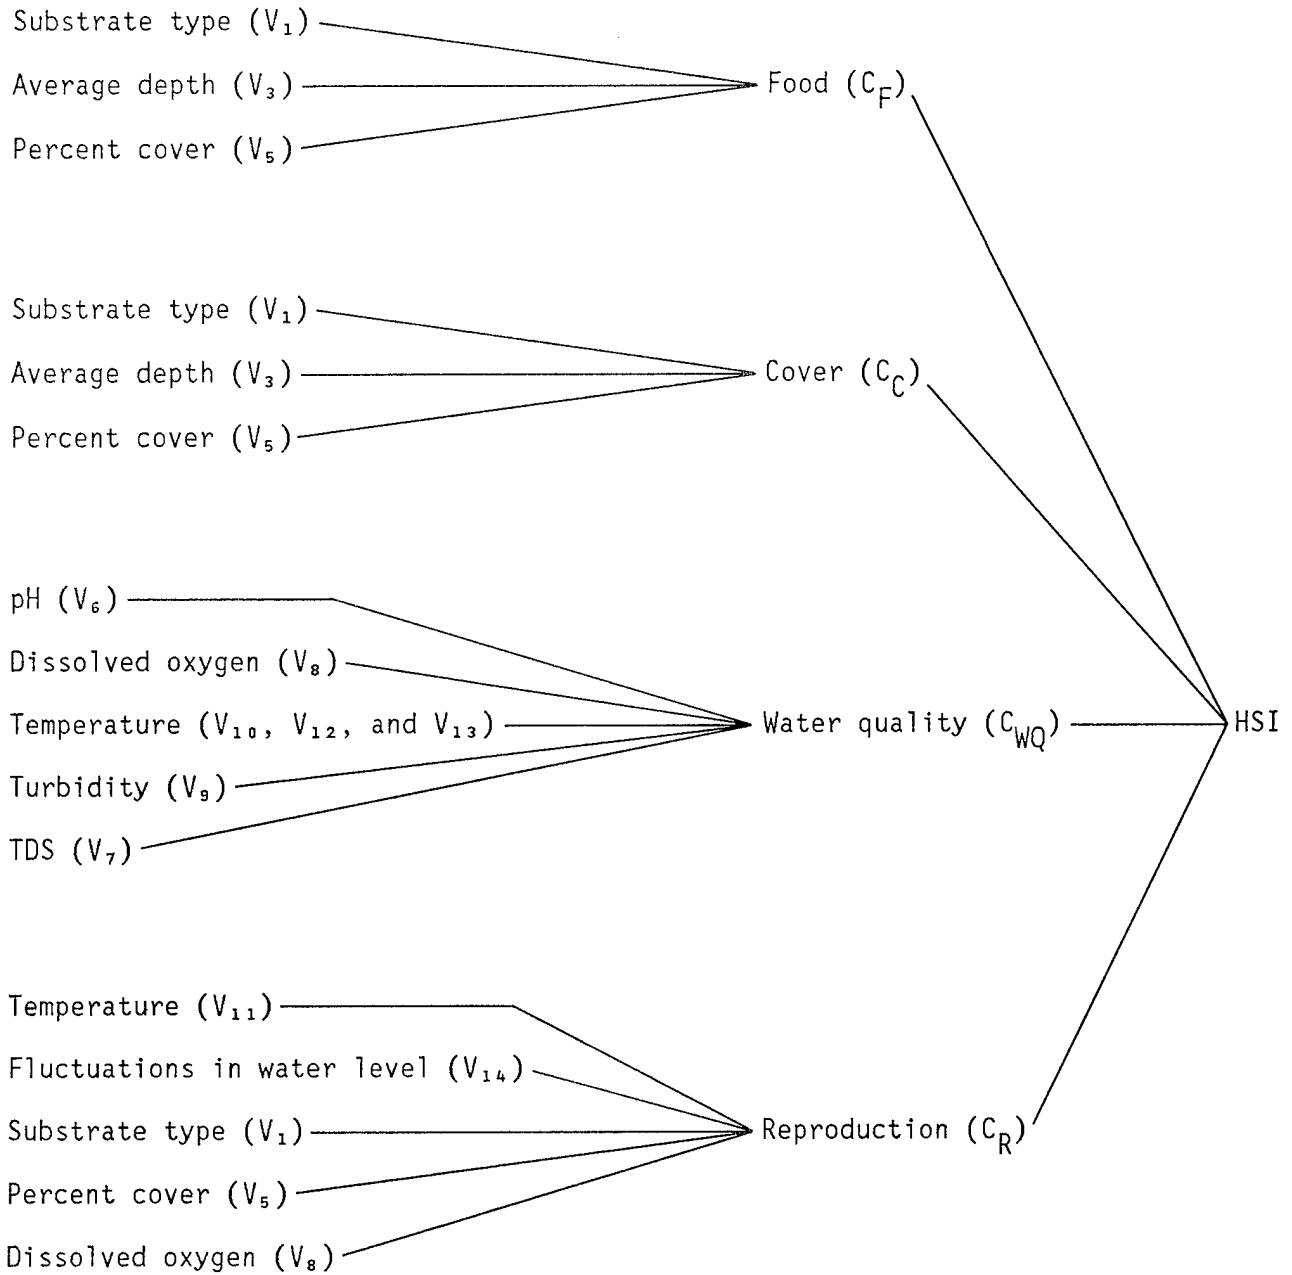 Substrate type (V₁)
Average depth (V₃)
Percent cover (V₅)
Food (C_F)
Substrate type (V₁)
Average depth (V₃)
Percent cover (V₅)
Cover (C_C)
pH (V₆)
Dissolved oxygen (V₈)
Temperature (V₁₀, V₁₂, and V₁₃)
Turbidity (V₉)
TDS (V₇)
Water quality (C_WQ)
HSI
Temperature (V₁₁)
Fluctuations in water level (V₁₄)
Substrate type (V₁)
Percent cover (V₅)
Dissolved oxygen (V₈)
Reproduction (C_R)